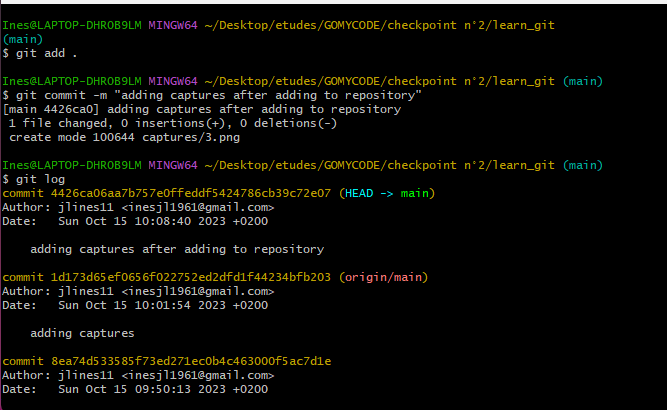 Ines@LAPTOP-DHROB9LM MINGW64 ~/Desktop/etudes/GOMYCODE/checkpoint n°2/learn_git
(main)
$ git add .
Ines@LAPTOP-DHROB9LM MINGW64 ~/Desktop/etudes/GOMYCODE/checkpoint n°2/learn_git (main)
$ git commit -m "adding captures after adding to repository"
[main 4426ca0] adding captures after adding to repository
 1 file changed, 0 insertions(+), 0 deletions(-)
 create mode 100644 captures/3.png
Ines@LAPTOP-DHROB9LM MINGW64 ~/Desktop/etudes/GOMYCODE/checkpoint n°2/learn_git (main)
$ git log
commit 4426ca06aa7b757e0ffeddf5424786cb39c72e07 (HEAD -> main)
Author: jlines11 <inesjl1961@gmail.com>
Date:   Sun Oct 15 10:08:40 2023 +0200
    adding captures after adding to repository
commit 1d173d65ef0656f022752ed2dfd1f44234bfb203 (origin/main)
Author: jlines11 <inesjl1961@gmail.com>
Date:   Sun Oct 15 10:01:54 2023 +0200
    adding captures
commit 8ea74d533585f73ed271ec0b4c463000f5ac7d1e
Author: jlines11 <inesjl1961@gmail.com>
Date:   Sun Oct 15 09:50:13 2023 +0200